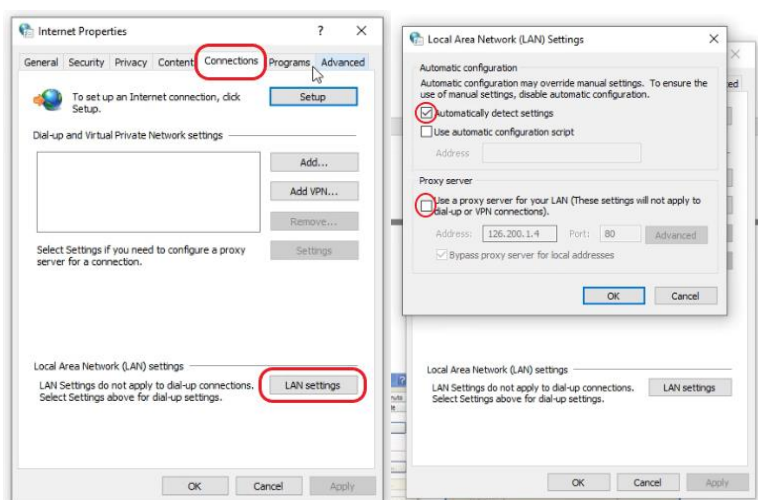 Internet Properties
General Security Privacy Content Connections Programs Advanced
To set up an Internet connection, click
Setup.
Setup
Dial-up and Virtual Private Network settings
Add...
Add VPN...
Remove...
Select Settings if you need to configure a proxy
server for a connection.
Settings
Local Area Network (LAN) settings
LAN Settings do not apply to dial-up connections.
Select Settings above for dial-up settings.
LAN settings
OK Cancel Apply
Local Area Network (LAN) Settings
Automatic configuration
Automatic configuration may override manual settings. To ensure the
use of manual settings, disable automatic configuration.
Automatically detect settings
Use automatic configuration script
Address
Proxy server
Use a proxy server for your LAN (These settings will not apply to
dial-up or VPN connections).
Address: 126.200.1.4 Port: 80 Advanced
Bypass proxy server for local addresses
OK Cancel
ed
Local Area Network (LAN) settings
LAN Settings do not apply to dial-up connections.
Select Settings above for dial-up settings.
LAN settings
OK Cancel Apply